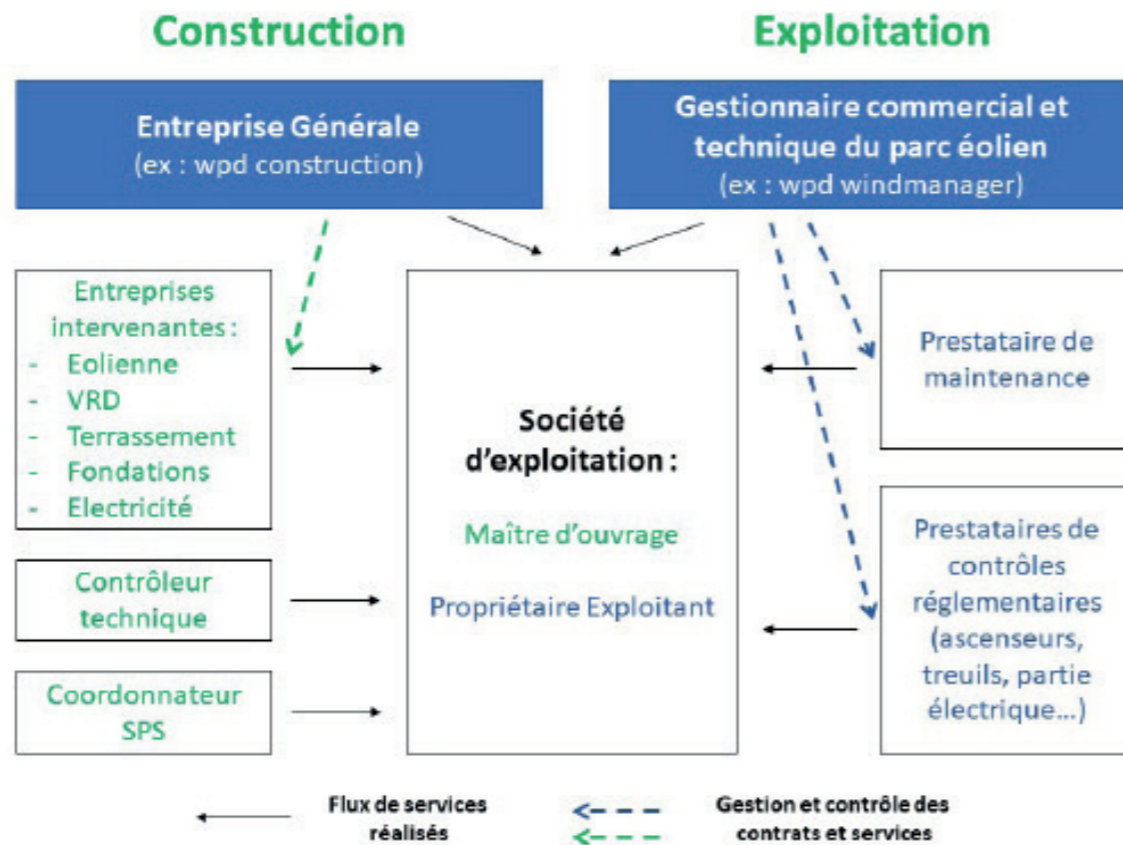 Construction
Exploitation
Entreprise Générale
(ex : wpd construction)
Gestionnaire commercial et
technique du parc éolien
(ex : wpd windmanager)
Entreprises
intervenantes :
- Eolienne
- VRD
- Terrassement
- Fondations
- Electricité
Contrôleur
technique
Coordonnateur
SPS
Société
d'exploitation :
Maître d'ouvrage
Propriétaire Exploitant
Prestataire de
maintenance
Prestataires de
contrôles
réglementaires
(ascenseurs,
treuils, partie
électrique...)
Flux de services
réalisés
Gestion et contrôle des
contrats et services